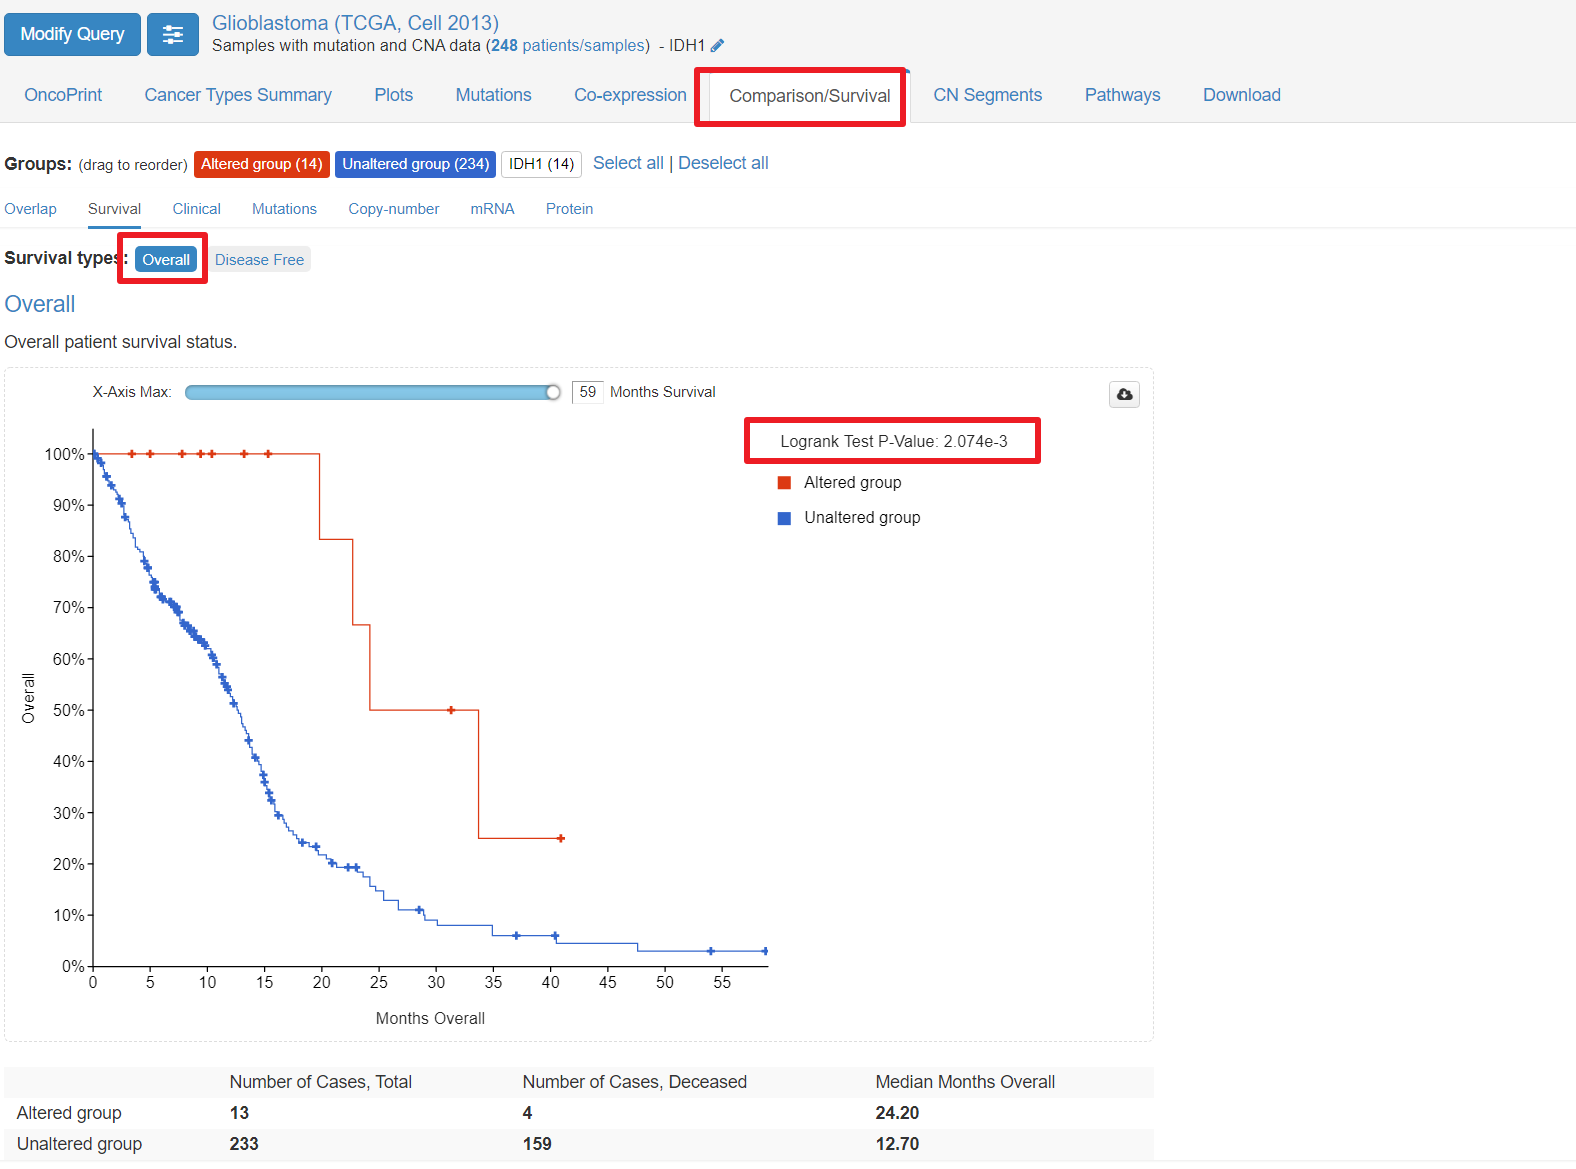 Modify Query
Glioblastoma (TCGA, Cell 2013)
Samples with mutation and CNA data (248 patients/samples) - IDH1
OncoPrint Cancer Types Summary Plots Mutations Co-expression Comparison/Survival CN Segments Pathways Download
Groups: (drag to reorder) Altered group (14) Unaltered group (234) IDH1 (14) Select all | Deselect all
Overlap Survival Clinical Mutations Copy-number mRNA Protein
Survival types: Overall Disease Free
Overall
Overall patient survival status.
X-Axis Max: 59 Months Survival
Logrank Test P-Value: 2.074e-3
Altered group
Unaltered group
100%
90%
80%
70%
60%
50%
40%
30%
20%
10%
0%
Overall
0 5 10 15 20 25 30 35 40 45 50 55
Months Overall
Number of Cases, Total Number of Cases, Deceased Median Months Overall
Altered group 13 4 24.20
Unaltered group 233 159 12.70